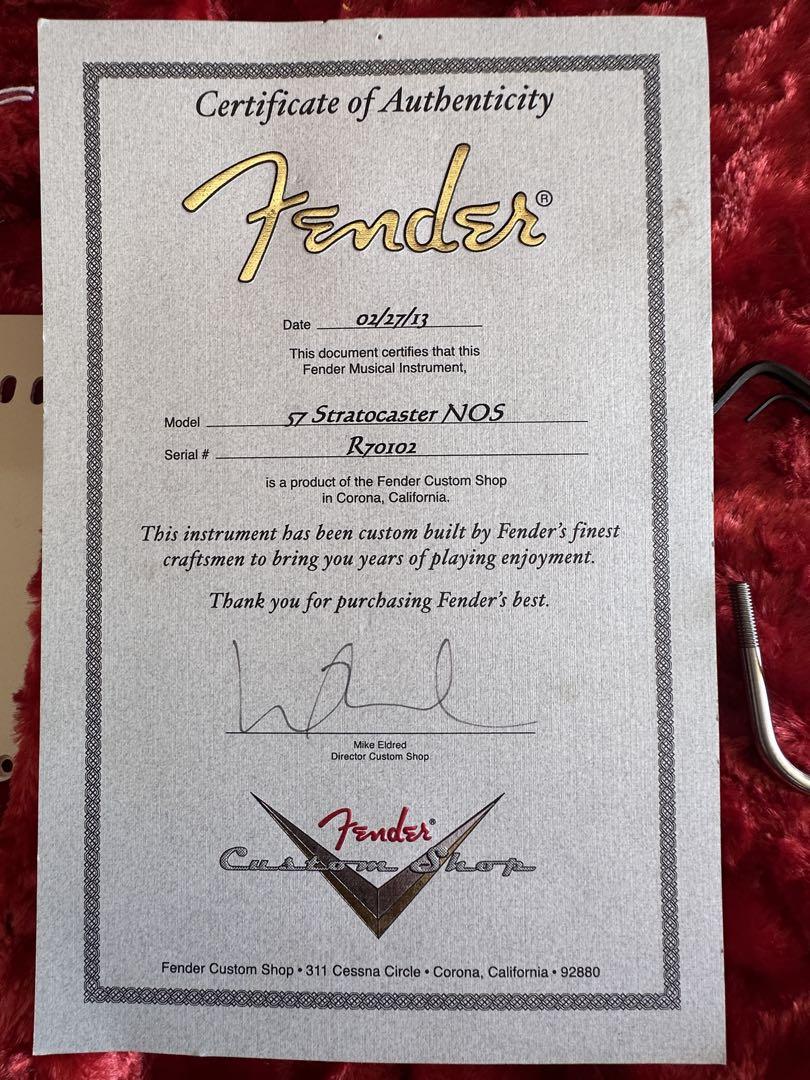 Certificate of Authenticity
Fender®
Date 02/27/13
This document certifies that this
Fender Musical Instrument,
Model 57 Stratocaster NOS
Serial # R70102
is a product of the Fender Custom Shop
in Corona, California.
This instrument has been custom built by Fender's finest
craftsmen to bring you years of playing enjoyment.
Thank you for purchasing Fender's best.
Mike Eldred
Director Custom Shop
Fender®
Custom Shop
Fender Custom Shop • 311 Cessna Circle • Corona, California • 92880